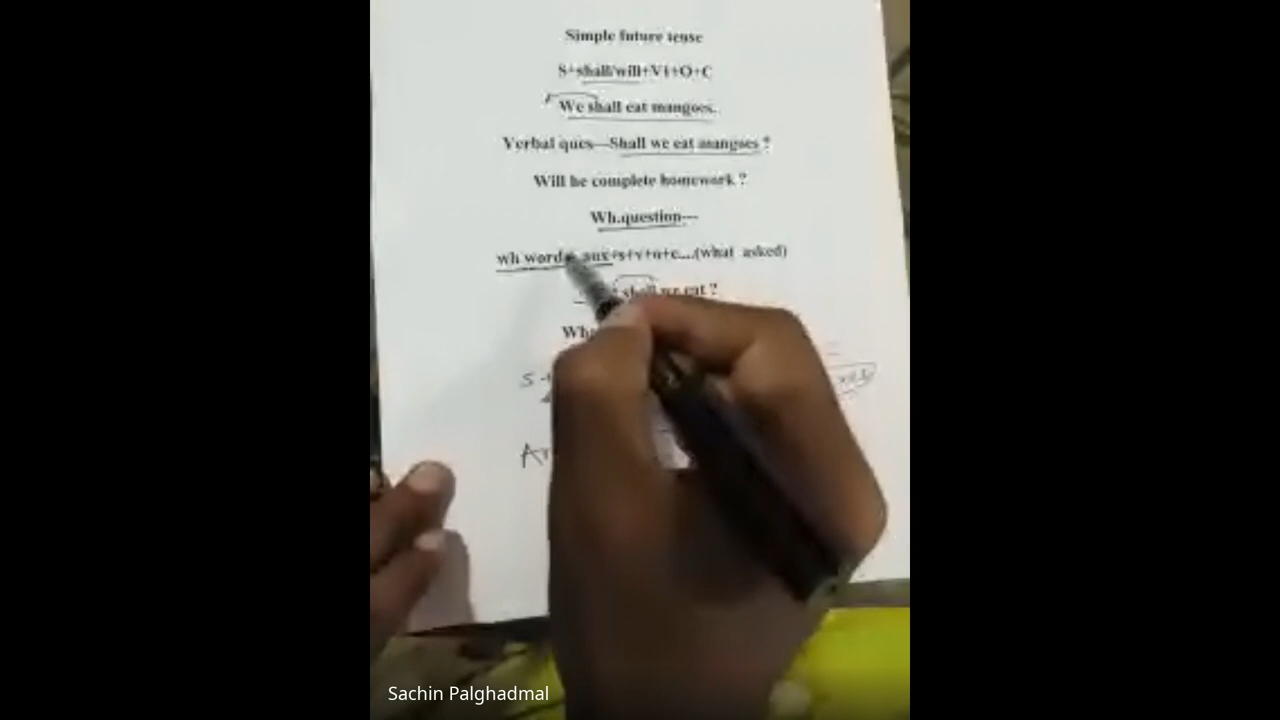 Simple future tense
S+shall/will+V1+O+C
We shall eat mangoes.
Verbal ques—Shall we eat mangoes ?
Will he complete homework ?
Wh.question---
wh word+ aux+s+v+o+c....(what asked)
shall we eat ?
S +
Sachin Palghadmal